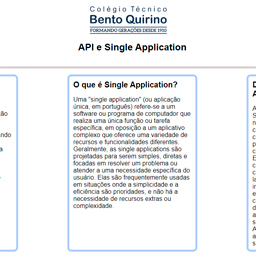 Colégio Técnico
Bento Quirino
FORMANDO GERAÇÕES DESDE 1910
API e Single Application
O que é Single Application?
Uma "single application" (ou aplicação
única, em português) refere-se a um
software ou programa de computador que
realiza uma única função ou tarefa
específica, em oposição a um aplicativo
complexo que oferece uma variedade de
recursos e funcionalidades diferentes.
Geralmente, as single applications são
projetadas para serem simples, diretas e
focadas em resolver um problema ou
atender a uma necessidade específica do
usuário. Elas são frequentemente usadas
em situações onde a simplicidade e a
eficiência são prioridades, e não há a
necessidade de recursos extras ou
complexidade